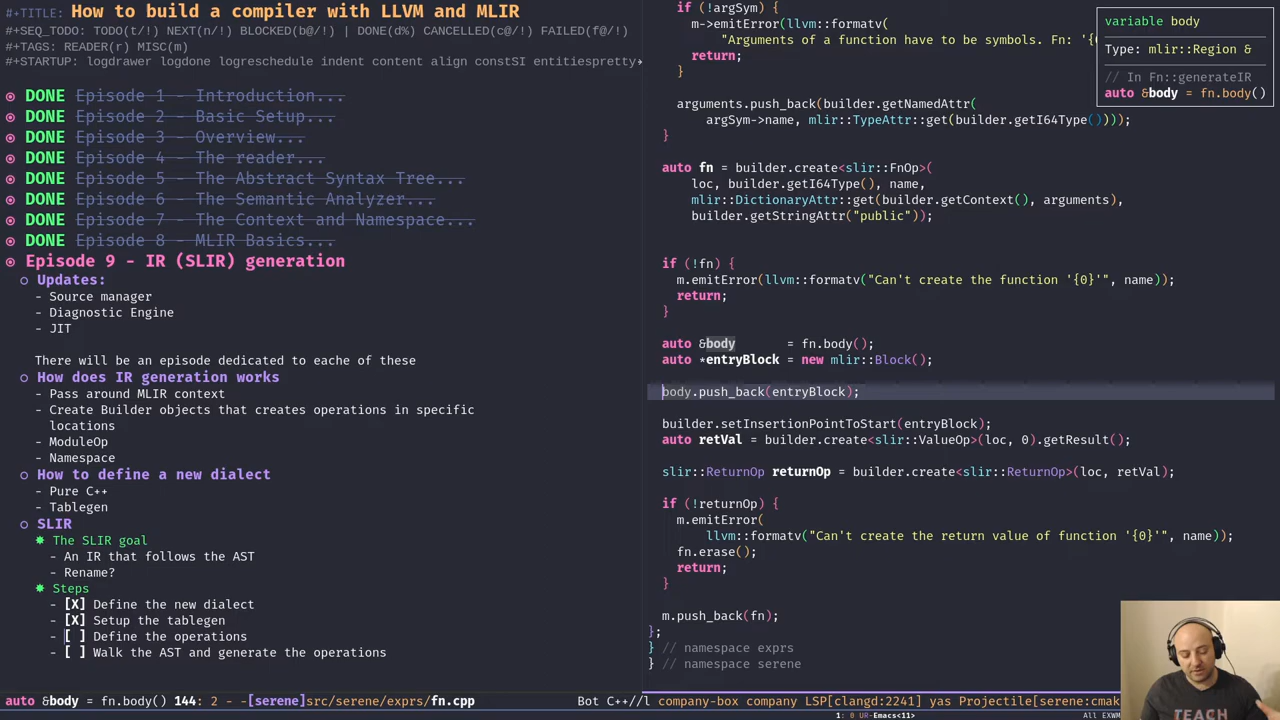 #+TITLE: How to build a compiler with LLVM and MLIR
#+SEQ_TODO: TODO(t/!) NEXT(n/!) BLOCKED(b@/!) | DONE(d%) CANCELLED(c@/!) FAILED(f@/!)
#+TAGS: READER(r) MISC(m)
#+STARTUP: logdrawer logdone logreschedule indent content align constSI entitiespretty
DONE Episode 1 - Introduction...
DONE Episode 2 - Basic Setup...
DONE Episode 3 - Overview...
DONE Episode 4 - The reader...
DONE Episode 5 - The Abstract Syntax Tree...
DONE Episode 6 - The Semantic Analyzer...
DONE Episode 7 - The Context and Namespace...
DONE Episode 8 - MLIR Basics...
Episode 9 - IR (SLIR) generation
Updates:
- Source manager
- Diagnostic Engine
- JIT
There will be an episode dedicated to eache of these
How does IR generation works
- Pass around MLIR context
- Create Builder objects that creates operations in specific
locations
- ModuleOp
- Namespace
How to define a new dialect
- Pure C++
- Tablegen
SLIR
The SLIR goal
- An IR that follows the AST
- Rename?
Steps
- [X] Define the new dialect
- [X] Setup the tablegen
- [ ] Define the operations
- [ ] Walk the AST and generate the operations
if (!argSym) {
m->emitError(llvm::formatv(
"Arguments of a function have to be symbols. Fn: '{0
return;
}
arguments.push_back(builder.getNamedAttr(
argSym->name, mlir::TypeAttr::get(builder.getI64Type())));
}
auto fn = builder.create<slir::FnOp>(
loc, builder.getI64Type(), name,
mlir::DictionaryAttr::get(builder.getContext(), arguments),
builder.getStringAttr("public"));
if (!fn) {
m.emitError(llvm::formatv("Can't create the function '{0}'", name));
return;
}
auto &body = fn.body();
auto *entryBlock = new mlir::Block();
body.push_back(entryBlock);
builder.setInsertionPointToStart(entryBlock);
auto retVal = builder.create<slir::ValueOp>(loc, 0).getResult();
slir::ReturnOp returnOp = builder.create<slir::ReturnOp>(loc, retVal);
if (!returnOp) {
m.emitError(
llvm::formatv("Can't create the return value of function '{0}'", name));
fn.erase();
return;
}
m.push_back(fn);
};
} // namespace exprs
} // namespace serene
variable body
Type: mlir::Region &
// In Fn::generateIR
auto &body = fn.body()
auto &body = fn.body() 144: 2 - -[serene]src/serene/exprs/fn.cpp
Bot C++//l company-box company LSP[clangd:2241] yas Projectile[serene:cmak
1: 0 UR-Emacs<11>
All EXWM
TEACH